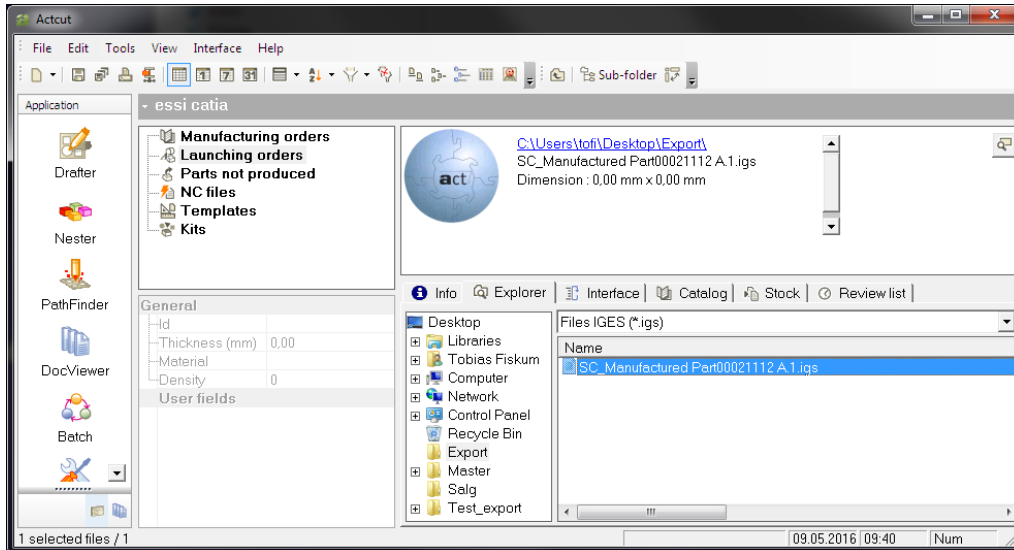 Actcut
File Edit Tools View Interface Help
1 7 31 Sub-folder
Application
essi catia
Drafter
Nester
PathFinder
DocViewer
Batch
Manufacturing orders
Launching orders
Parts not produced
NC files
Templates
Kits
act
C:\Users\tofi\Desktop\Export\
SC_Manufactured Part00021112 A.1.igs
Dimension : 0,00 mm x 0,00 mm
General
Id
Thickness (mm) 0,00
Material
Density 0
User fields
Info Explorer Interface Catalog Stock Review list
Desktop
Libraries
Tobias Fiskum
Computer
Network
Control Panel
Recycle Bin
Export
Master
Salg
Test_export
Files IGES (*.igs)
Name
SC_Manufactured Part00021112 A.1.igs
1 selected files / 1
09.05.2016 09:40 Num